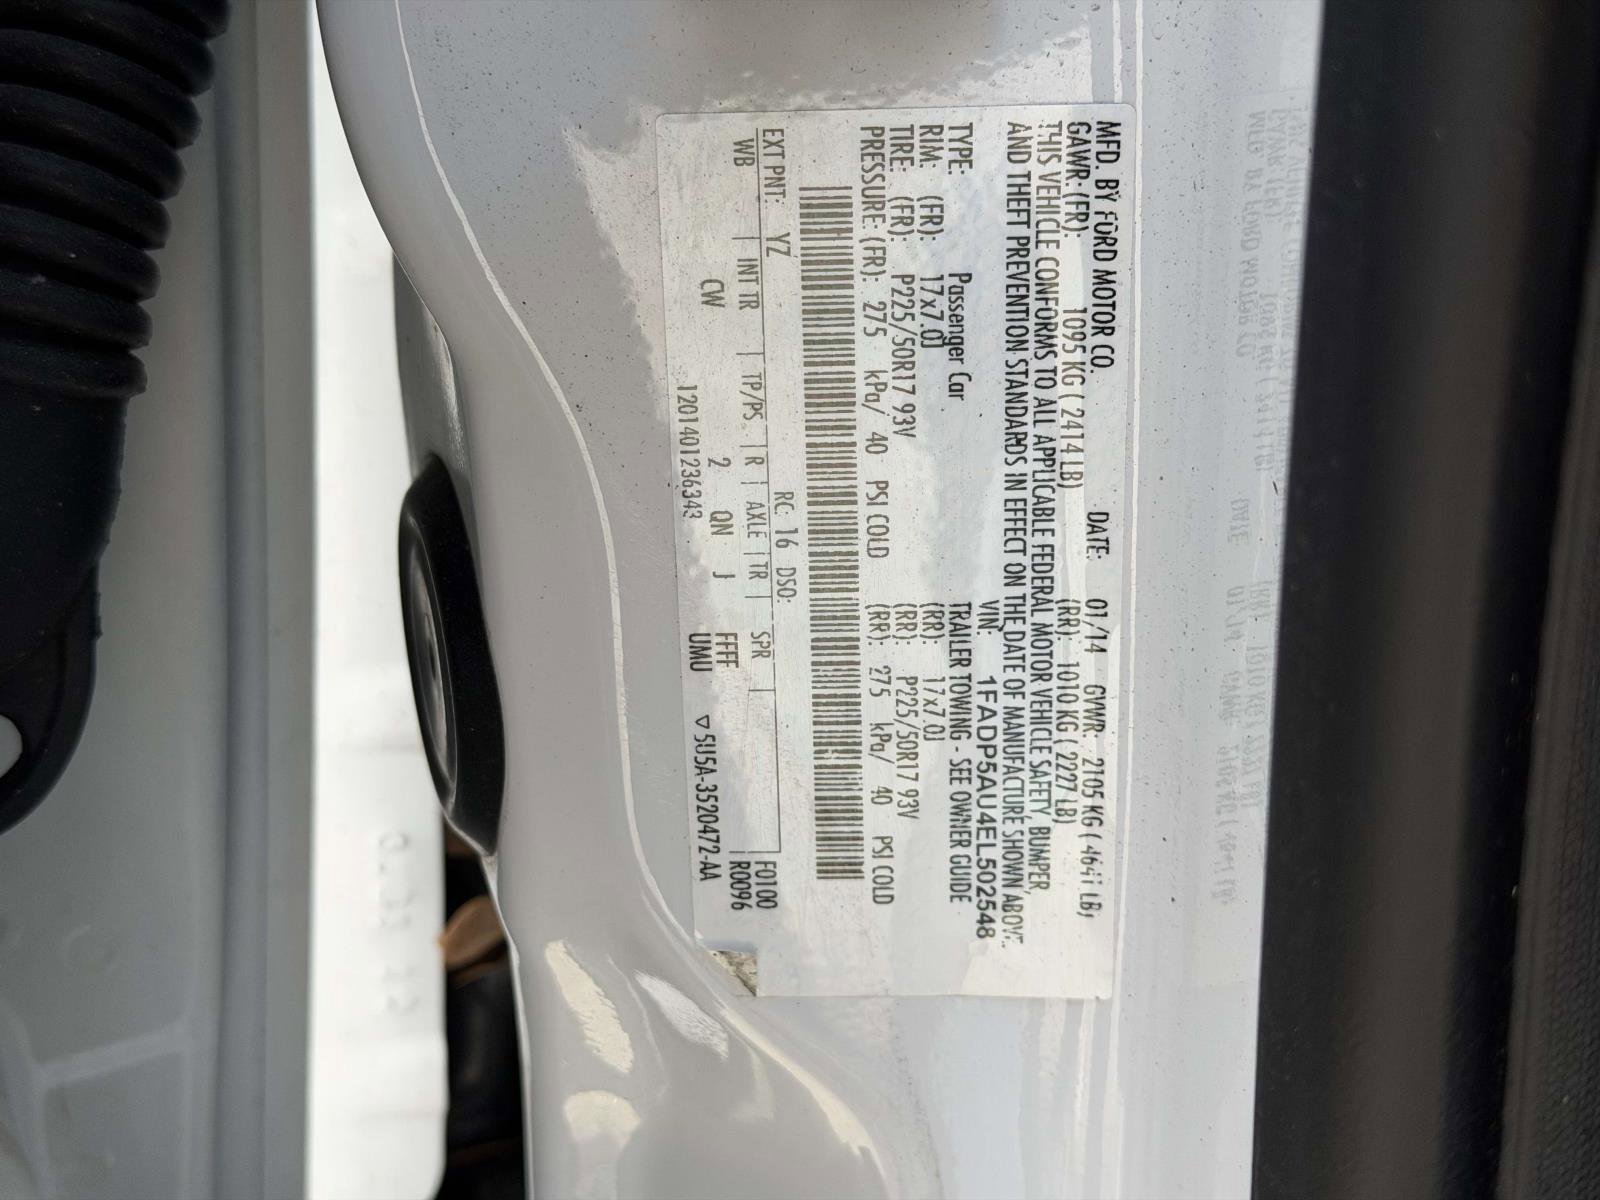 MFD. BY FORD MOTOR CO.
DATE: 01/14 GVWR: 2105 KG ( 4641 LB)
GAWR: (FR): 1095 KG ( 2414 LB) (RR): 1010 KG ( 2227 LB)
THIS VEHICLE CONFORMS TO ALL APPLICABLE FEDERAL MOTOR VEHICLE SAFETY, BUMPER,
AND THEFT PREVENTION STANDARDS IN EFFECT ON THE DATE OF MANUFACTURE SHOWN ABOVE.
VIN: 1FADP5AU4EL502548
TYPE: Passenger Car TRAILER TOWING - SEE OWNER GUIDE
RIM: (FR): 17x7.0J (RR): 17x7.0J
TIRE: (FR): P225/50R17 93V (RR): P225/50R17 93V
PRESSURE: (FR): 275 kPa/ 40 PSI COLD (RR): 275 kPa/ 40 PSI COLD
EXT PNT: YZ RC: 16 DSO: F0100
WB INT TR TP/PS R AXLE TR SPR R0096
CW 2 QN J FFFF
UMU ▽ 5U5A-3520472-AA
120140123634​3